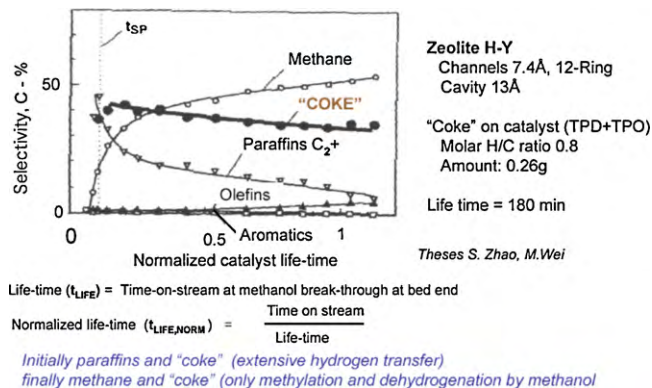 t_SP
Methane
"COKE"
Paraffins C2+
Olefins
Aromatics
50
0
0
0.5
1
Selectivity, C - %
Normalized catalyst life-time
Zeolite H-Y
Channels 7.4Å, 12-Ring
Cavity 13Å
"Coke" on catalyst (TPD+TPO)
Molar H/C ratio 0.8
Amount: 0.26g
Life time = 180 min
Theses S. Zhao, M.Wei
Life-time (t_LIFE) = Time-on-stream at methanol break-through at bed end
Normalized life-time (t_LIFE,NORM) = Time on stream
Life-time
Initially paraffins and "coke" (extensive hydrogen transfer)
finally methane and "coke" (only methylation and dehydrogenation by methanol